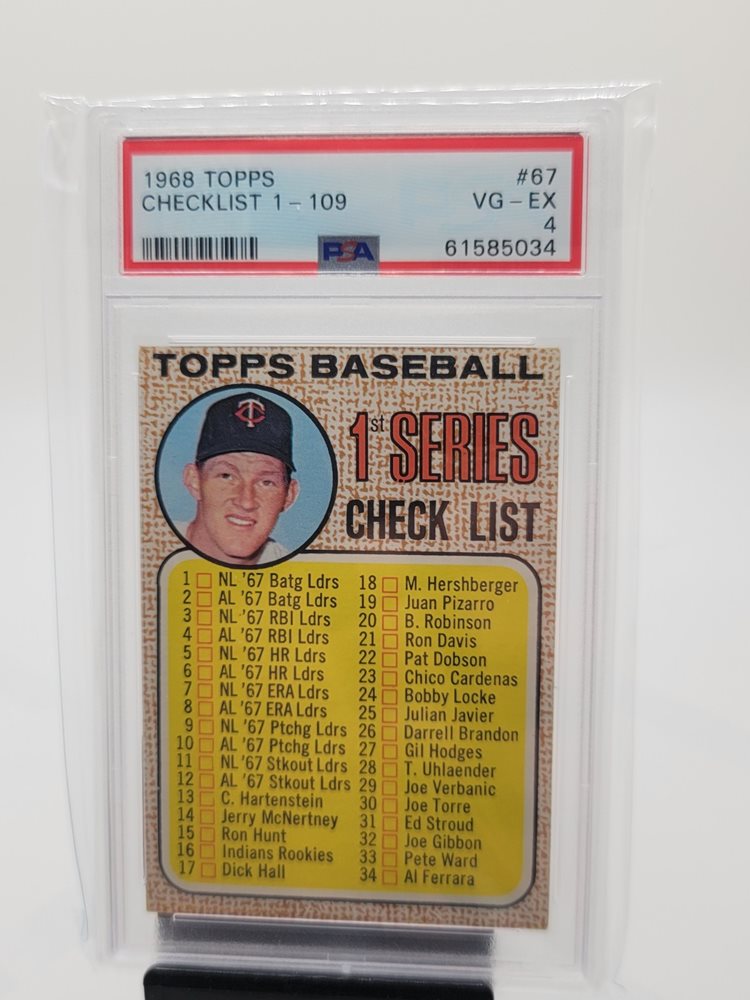 1968 TOPPS #67
CHECKLIST 1-109 VG-EX
4
PSA 61585034
TOPPS BASEBALL
TC
1st SERIES
CHECK LIST
1 NL '67 Batg Ldrs
2 AL '67 Batg Ldrs
3 NL '67 RBI Ldrs
4 AL '67 RBI Ldrs
5 NL '67 HR Ldrs
6 AL '67 HR Ldrs
7 NL '67 ERA Ldrs
8 AL '67 ERA Ldrs
9 NL '67 Ptchg Ldrs
10 AL '67 Ptchg Ldrs
11 NL '67 Stkout Ldrs
12 AL '67 Stkout Ldrs
13 C. Hartenstein
14 Jerry McNertney
15 Ron Hunt
16 Indians Rookies
17 Dick Hall
18 M. Hershberger
19 Juan Pizarro
20 B. Robinson
21 Ron Davis
22 Pat Dobson
23 Chico Cardenas
24 Bobby Locke
25 Julian Javier
26 Darrell Brandon
27 Gil Hodges
28 T. Uhlaender
29 Joe Verbanic
30 Joe Torre
31 Ed Stroud
32 Joe Gibbon
33 Pete Ward
34 Al Ferrara